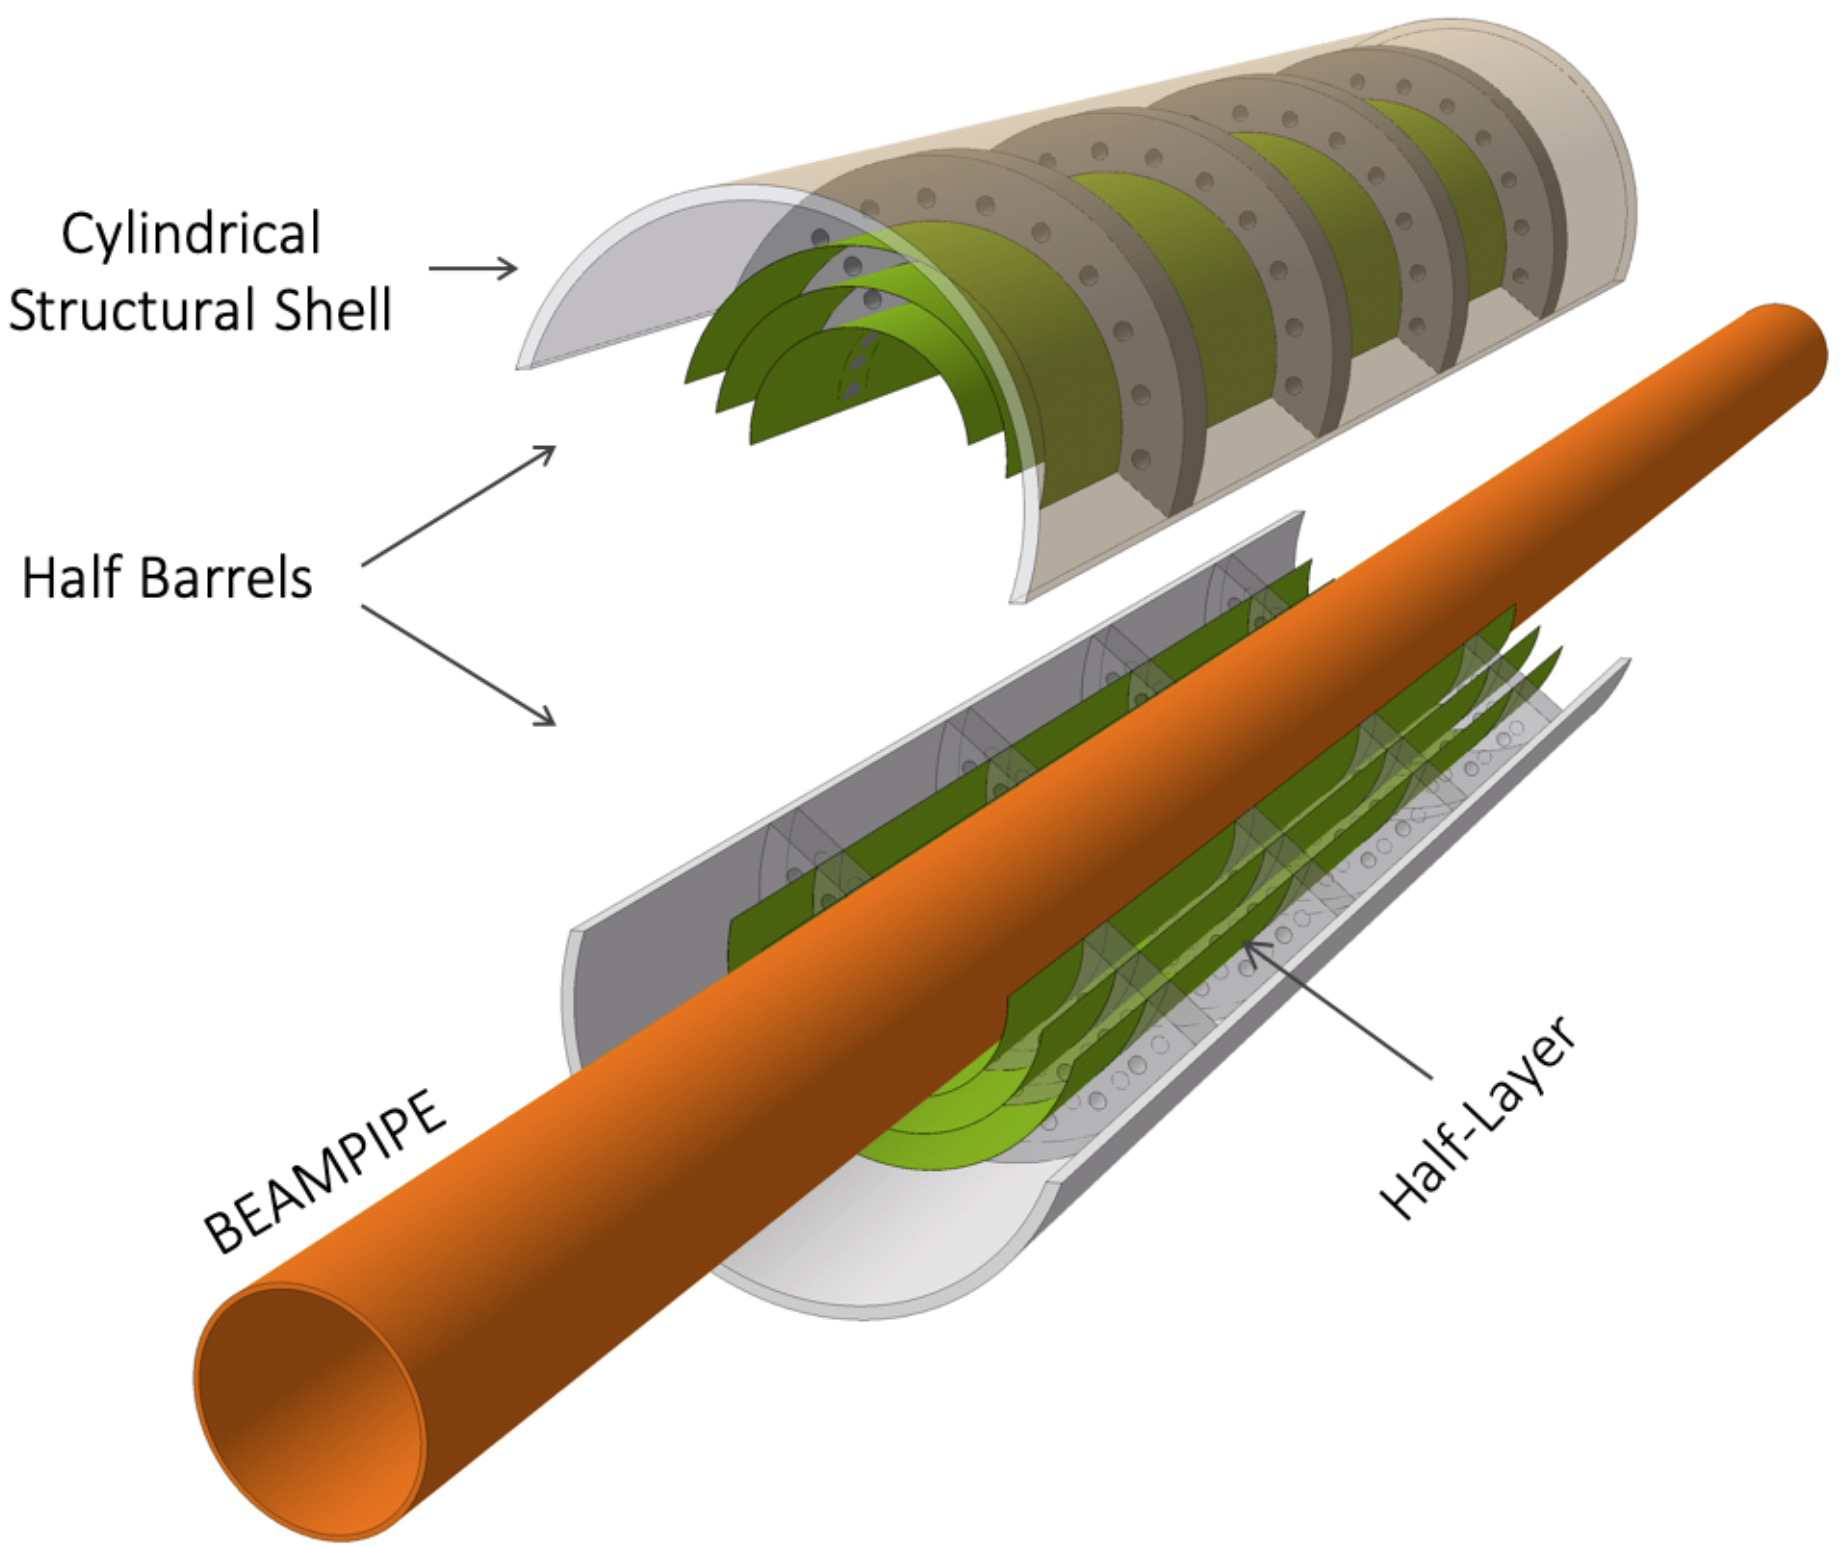 Cylindrical
Structural Shell
Half Barrels
BEAMPIPE
Half-Layer